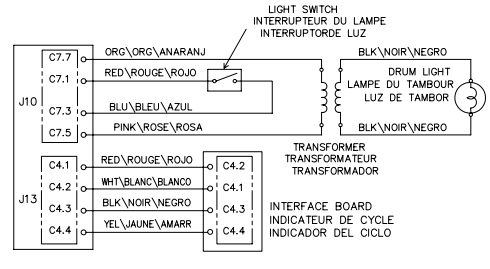 LIGHT SWITCH
INTERRUPTEUR DU LAMPE
INTERRUPTORDE LUZ
ORG\ORG\ANARANJ
BLK\NOIR\NEGRO
C7.7
RED\ROUGE\ROJO
C7.1
DRUM LIGHT
LAMPE DU TAMBOUR
LUZ DE TAMBOR
J10
BLU\BLEU\AZUL
C7.3
PINK\ROSE\ROSA
C7.5
BLK\NOIR\NEGRO
TRANSFORMER
TRANSFORMATEUR
TRANSFORMADOR
C4.1
RED\ROUGE\ROJO
C4.2
C4.2
WHT\BLANC\BLANCO
C4.1
J13
C4.3
BLK\NOIR\NEGRO
C4.3
INTERFACE BOARD
INDICATEUR DE CYCLE
INDICADOR DEL CICLO
C4.4
YEL\JAUNE\AMARR
C4.4